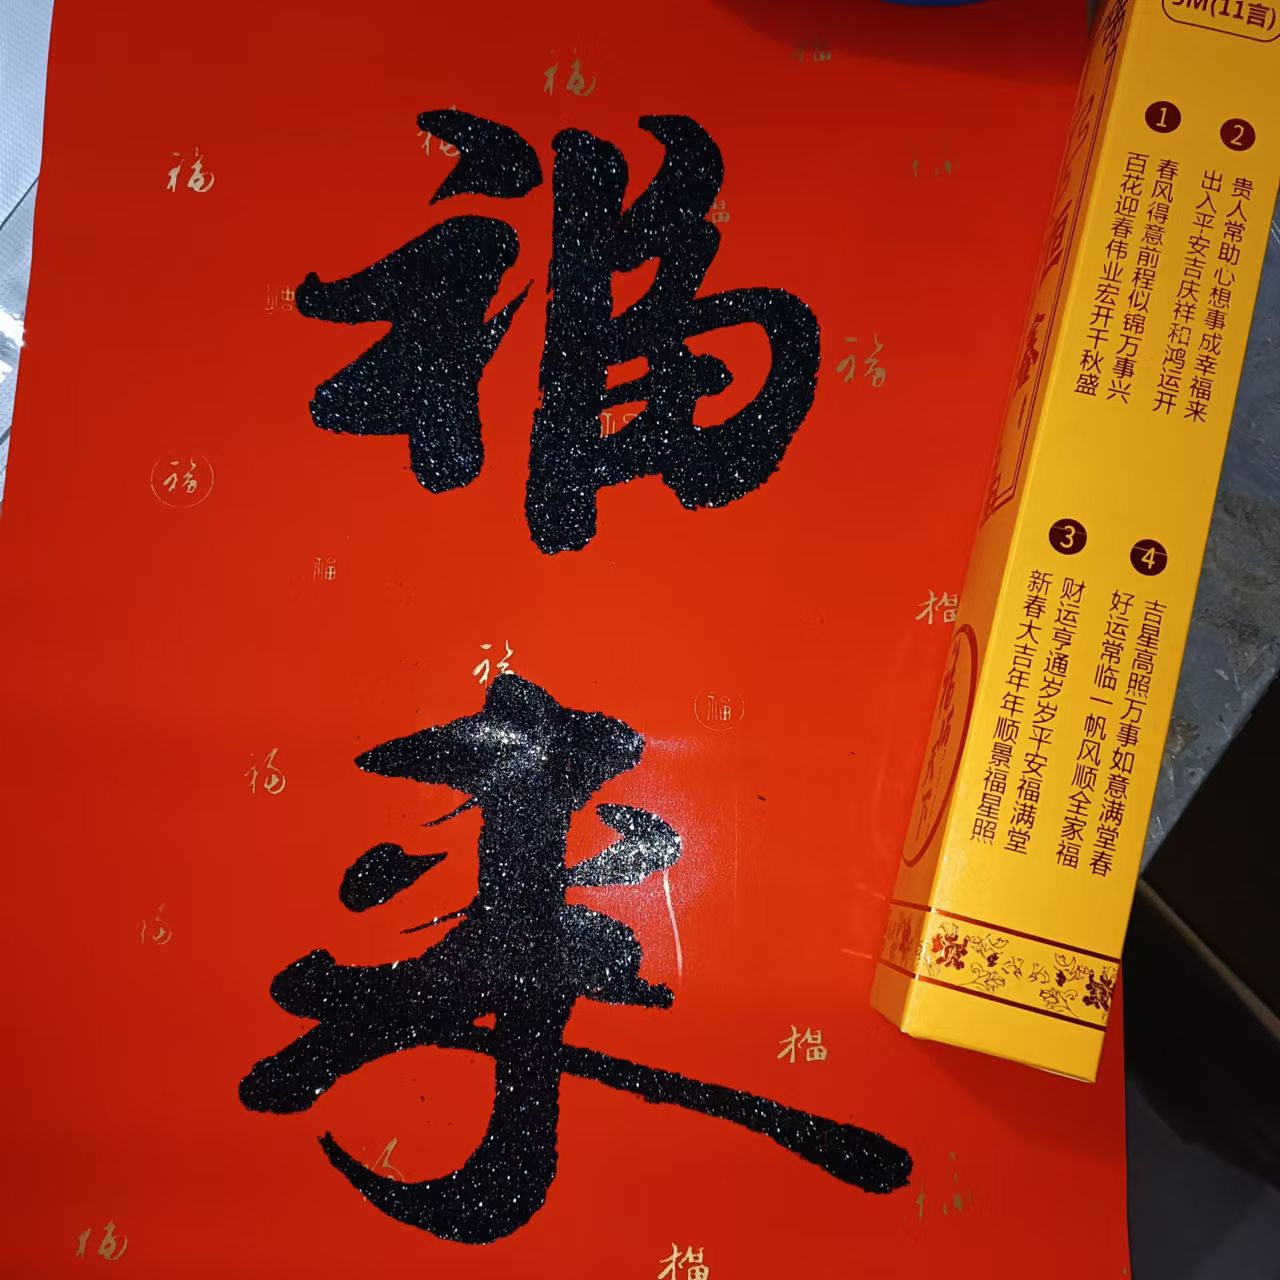 福
来
M(11言)
1
春风得意前程似锦万事兴
百花迎春伟业宏开千秋盛
2
贵人常助心想事成幸福来
出入平安吉庆祥和鸿运开
3
财运亨通岁岁平安福满堂
新春大吉年年顺景福星照
4
吉星高照万事如意满堂春
好运常临一帆风顺全家福